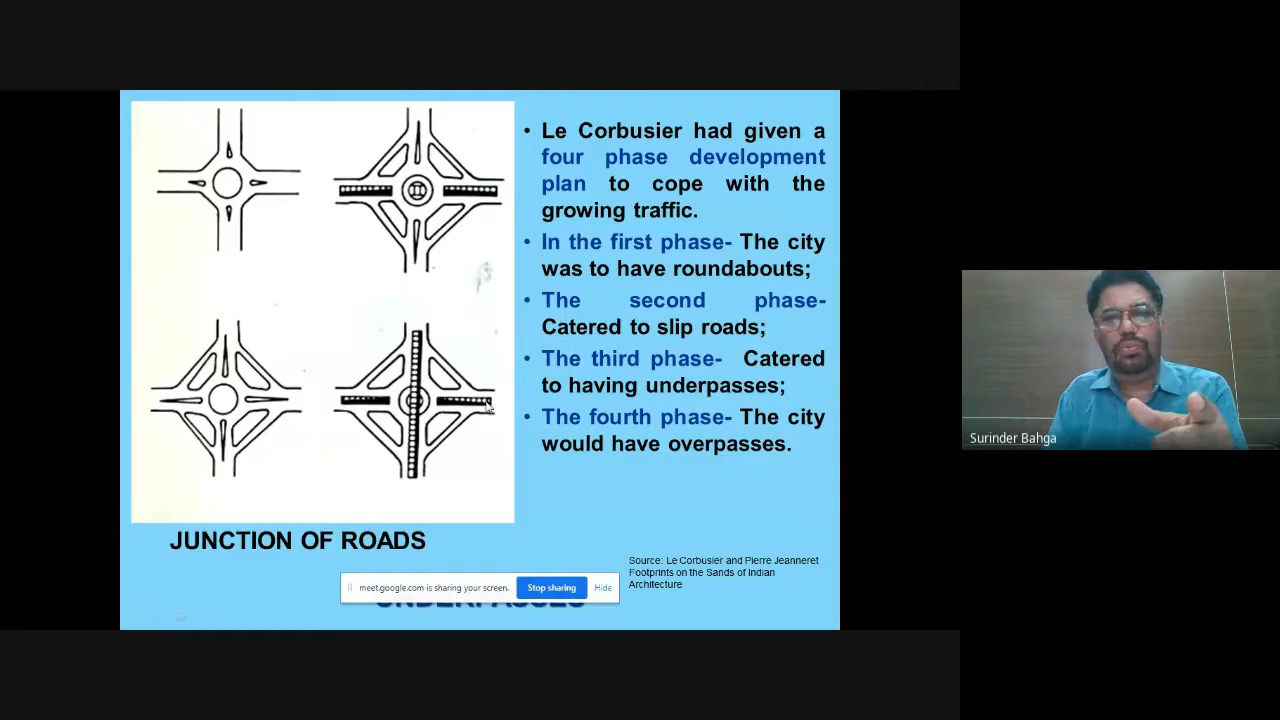 • Le Corbusier had given a
four phase development
plan to cope with the
growing traffic.
• In the first phase- The city
was to have roundabouts;
• The second phase-
Catered to slip roads;
• The third phase- Catered
to having underpasses;
• The fourth phase- The city
would have overpasses.
JUNCTION OF ROADS
Source: Le Corbusier and Pierre Jeanneret
Footprints on the Sands of Indian
Architecture
meet.google.com is sharing your screen.
Stop sharing
Hide
UNDERPASSES
Surinder Bahga